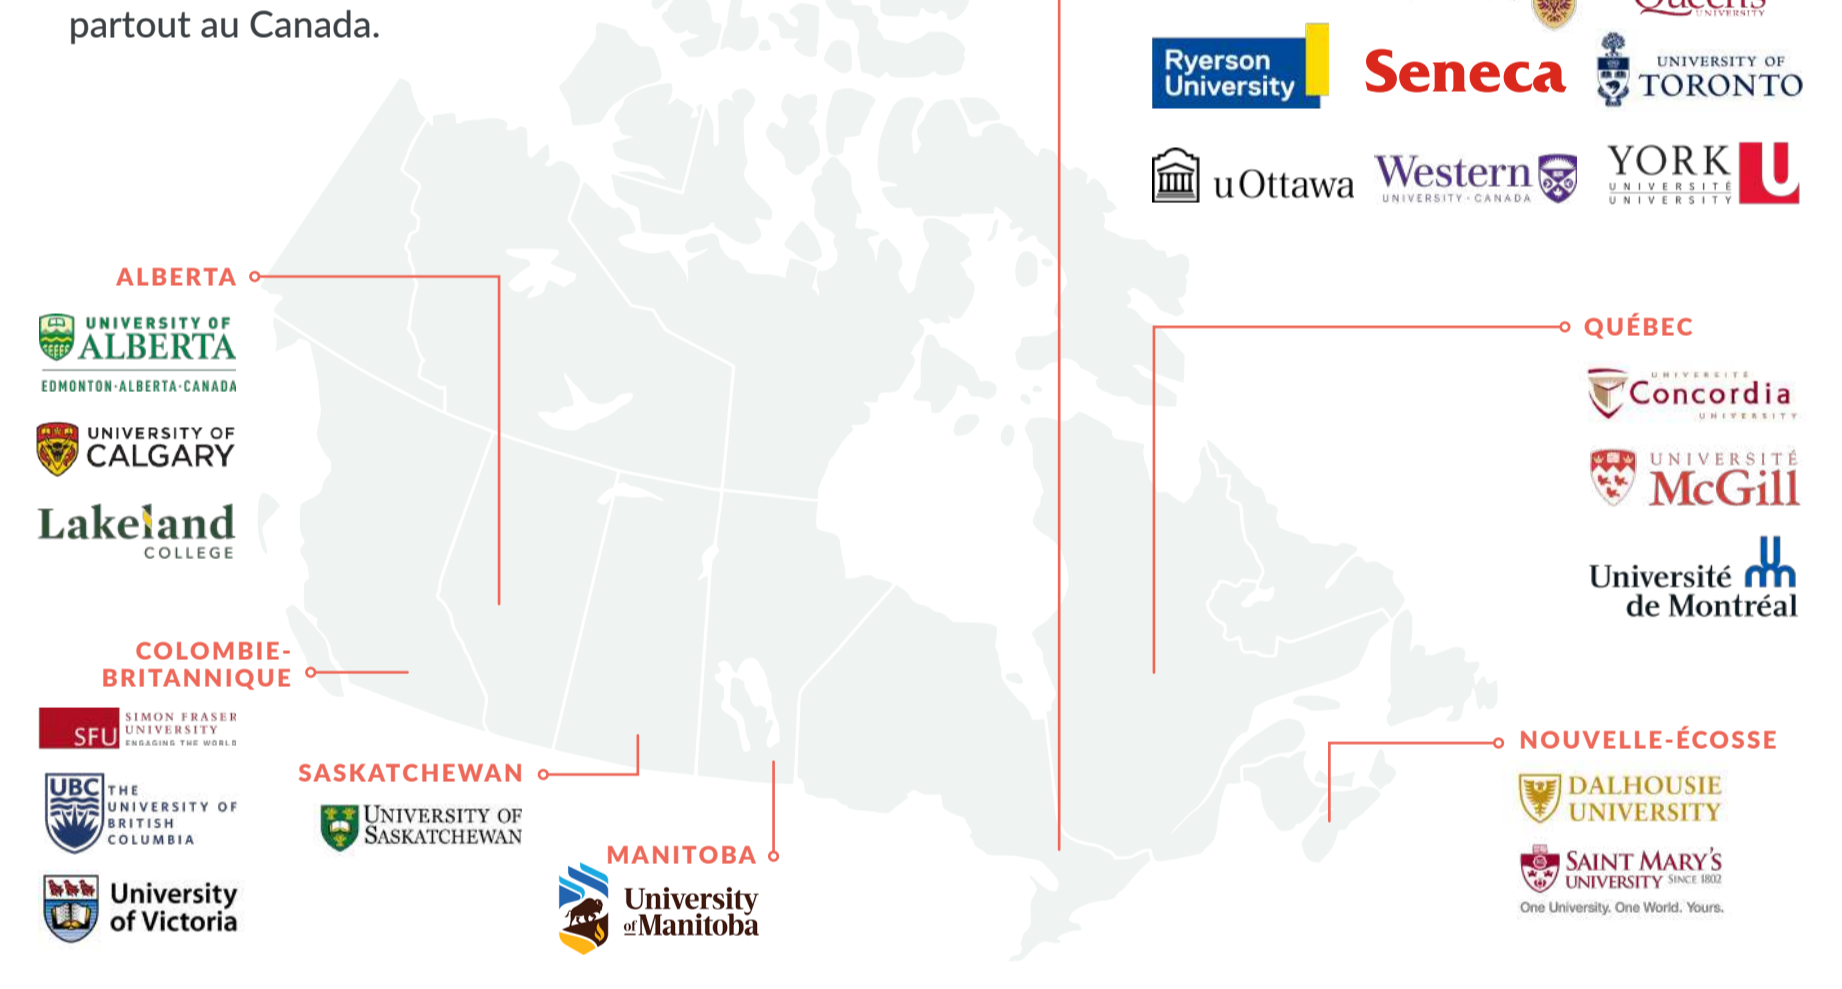 partout au Canada.
Queen's
UNIVERSITY
Ryerson
University
Seneca
UNIVERSITY OF
TORONTO
uOttawa
Western
UNIVERSITY · CANADA
YORK
UNIVERSITÉ
UNIVERSITY
U
ALBERTA
UNIVERSITY OF
ALBERTA
EDMONTON·ALBERTA·CANADA
UNIVERSITY OF
CALGARY
Lakeland
COLLEGE
COLOMBIE-
BRITANNIQUE
SFU
SIMON FRASER
UNIVERSITY
ENGAGING THE WORLD
UBC
THE
UNIVERSITY OF
BRITISH
COLUMBIA
University
of Victoria
SASKATCHEWAN
UNIVERSITY OF
SASKATCHEWAN
MANITOBA
University
of Manitoba
QUÉBEC
UNIVERSITÉ
Concordia
UNIVERSITY
UNIVERSITÉ
McGill
Université
de Montréal
NOUVELLE-ÉCOSSE
DALHOUSIE
UNIVERSITY
SAINT MARY'S
UNIVERSITY SINCE 1802
One University. One World. Yours.